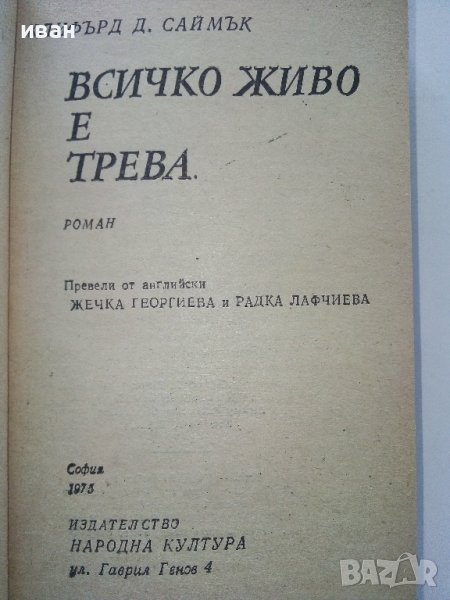 иван
Д. САЙМЪК
ВСИЧКО ЖИВО
Е
ТРЕВА.
РОМАН
Превели от английски
ЖЕЧКА ГЕОРГИЕВА и РАДКА ЛАФЧИЕВА
София
1975
ИЗДАТЕЛСТВО
НАРОДНА КУЛТУРА
ул. Гаврил Генов 4
BAZAR